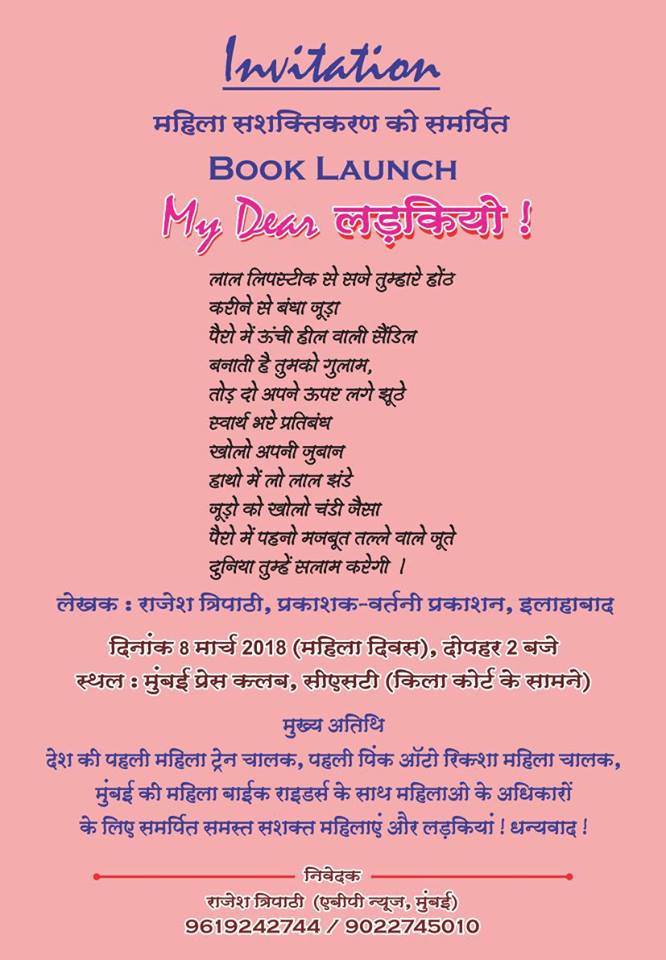 Invitation
महिला सशक्तिकरण को समर्पित
BOOK LAUNCH
My Dear लड़कियो !
लाल लिपस्टीक से सजे तुम्हारे होंठ
करीने से बंधा जूड़ा
पैरो में ऊंची हील वाली सैंडिल
बनाती है तुमको गुलाम,
तोड़ दो अपने ऊपर लगे झूठे
स्वार्थ भरे प्रतिबंध
खोलो अपनी जुबान
हाथो में लो लाल झंडे
जूड़ो को खोलो चंडी जैसा
पैरो में पहनो मजबूत तल्ले वाले जूते
दुनिया तुम्हें सलाम करेगी ।
लेखक : राजेश त्रिपाठी, प्रकाशक-वर्तनी प्रकाशन, इलाहाबाद
दिनांक 8 मार्च 2018 (महिला दिवस), दोपहर 2 बजे
स्थल : मुंबई प्रेस कलब, सीएसटी (किला कोर्ट के सामने)
मुख्य अतिथि
देश की पहली महिला ट्रेन चालक, पहली पिंक ऑटो रिक्शा महिला चालक,
मुंबई की महिला बाईक राइडर्स के साथ महिलाओ के अधिकारों
के लिए समर्पित समस्त सशक्त महिलाएं और लड़कियां ! धन्यवाद !
निवेदक
राजेश त्रिपाठी (एबीपी न्यूज, मुंबई)
9619242744 / 9022745010